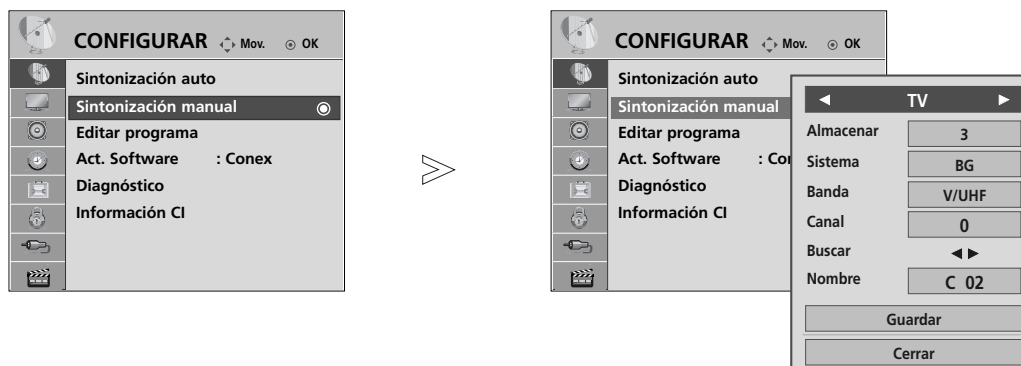 CONFIGURAR Mov. OK
Sintonización auto
Sintonización manual
Editar programa
Act. Software : Conex
Diagnóstico
Información CI
CONFIGURAR Mov. OK
Sintonización auto
Sintonización manual
Editar programa
Act. Software : Con
Diagnóstico
Información CI
TV
Almacenar 3
Sistema BG
Banda V/UHF
Canal 0
Buscar
Nombre C 02
Guardar
Cerrar